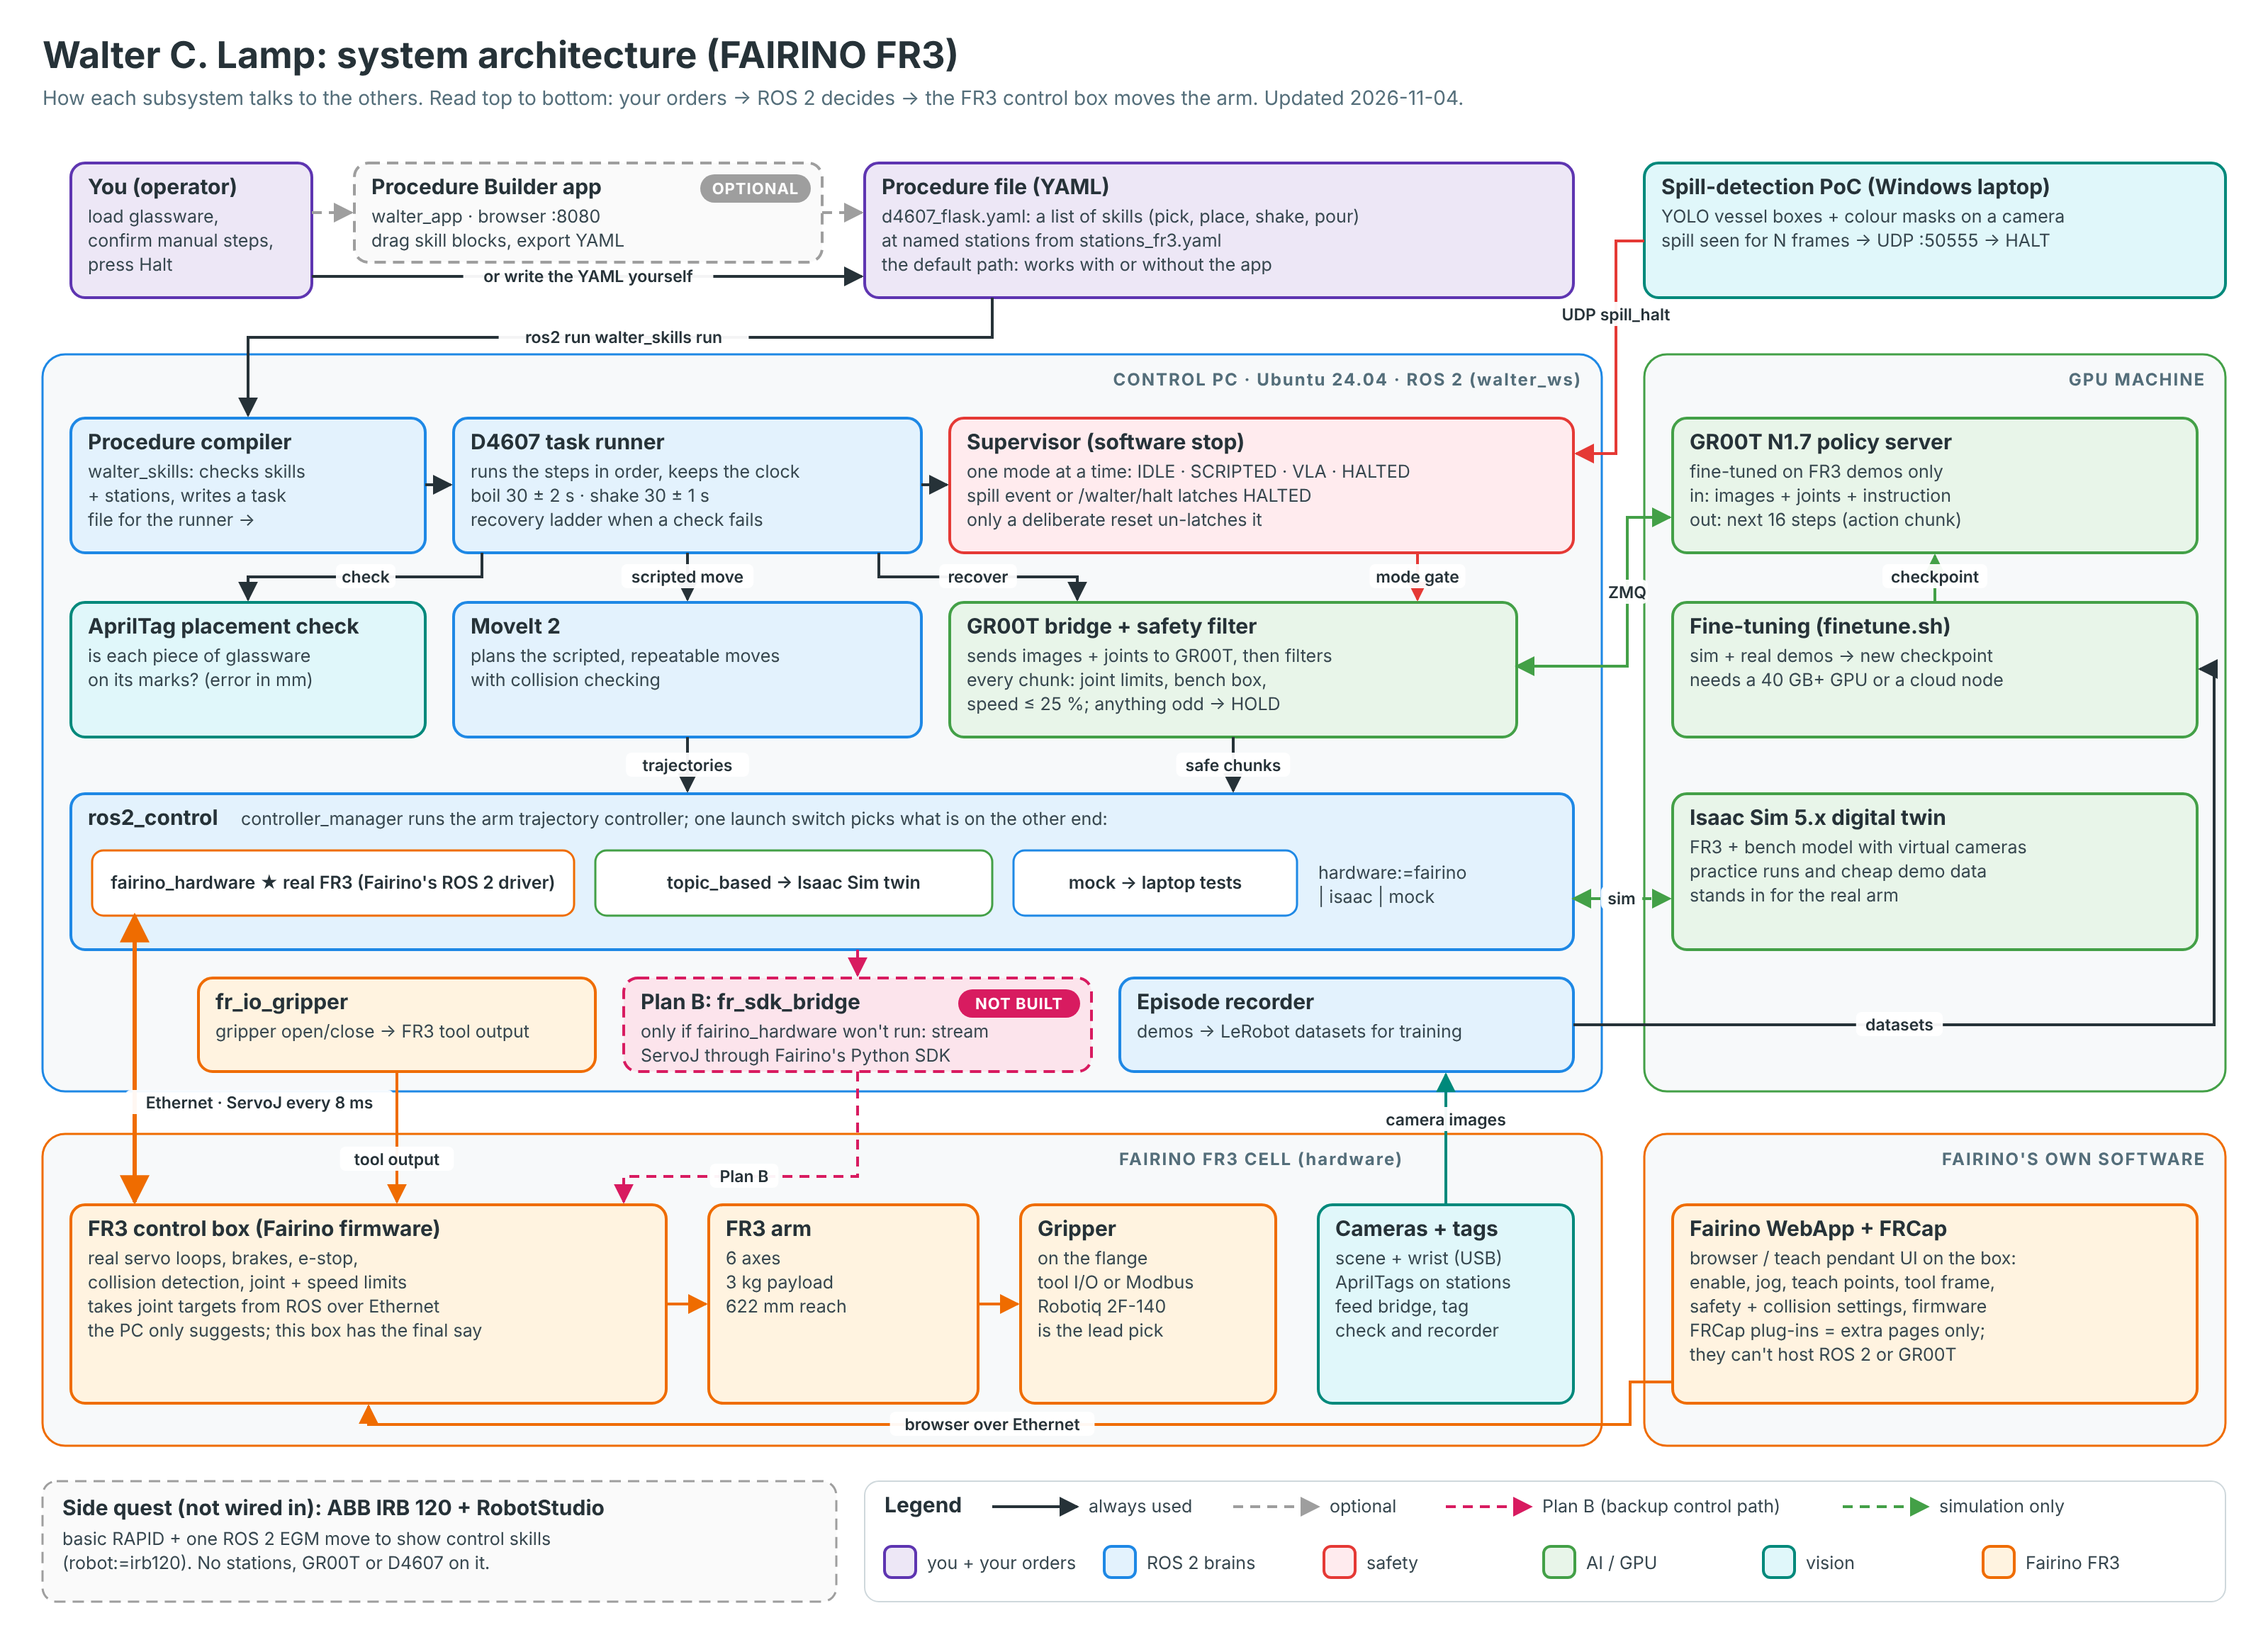 Walter C. Lamp: system architecture (FAIRINO FR3)
How each subsystem talks to the others. Read top to bottom: your orders → ROS 2 decides → the FR3 control box moves the arm. Updated 2026-11-04.
You (operator)
load glassware,
confirm manual steps,
press Halt
Procedure Builder app
OPTIONAL
walter_app · browser :8080
drag skill blocks, export YAML
or write the YAML yourself
Procedure file (YAML)
d4607_flask.yaml: a list of skills (pick, place, shake, pour)
at named stations from stations_fr3.yaml
the default path: works with or without the app
Spill-detection PoC (Windows laptop)
YOLO vessel boxes + colour masks on a camera
spill seen for N frames → UDP :50555 → HALT
UDP spill_halt
ros2 run walter_skills run
CONTROL PC · Ubuntu 24.04 · ROS 2 (walter_ws)
GPU MACHINE
Procedure compiler
walter_skills: checks skills
+ stations, writes a task
file for the runner →
D4607 task runner
runs the steps in order, keeps the clock
boil 30 ± 2 s · shake 30 ± 1 s
recovery ladder when a check fails
Supervisor (software stop)
one mode at a time: IDLE · SCRIPTED · VLA · HALTED
spill event or /walter/halt latches HALTED
only a deliberate reset un-latches it
GR00T N1.7 policy server
fine-tuned on FR3 demos only
in: images + joints + instruction
out: next 16 steps (action chunk)
check
scripted move
recover
mode gate
ZMQ
checkpoint
AprilTag placement check
is each piece of glassware
on its marks? (error in mm)
MoveIt 2
plans the scripted, repeatable moves
with collision checking
GR00T bridge + safety filter
sends images + joints to GR00T, then filters
every chunk: joint limits, bench box,
speed ≤ 25 %; anything odd → HOLD
Fine-tuning (finetune.sh)
sim + real demos → new checkpoint
needs a 40 GB+ GPU or a cloud node
trajectories
safe chunks
ros2_control
controller_manager runs the arm trajectory controller; one launch switch picks what is on the other end:
fairino_hardware ★ real FR3 (Fairino's ROS 2 driver)
topic_based → Isaac Sim twin
mock → laptop tests
hardware:=fairino
| isaac | mock
sim
Isaac Sim 5.x digital twin
FR3 + bench model with virtual cameras
practice runs and cheap demo data
stands in for the real arm
fr_io_gripper
gripper open/close → FR3 tool output
Plan B: fr_sdk_bridge
NOT BUILT
only if fairino_hardware won't run: stream
ServoJ through Fairino's Python SDK
Episode recorder
demos → LeRobot datasets for training
datasets
Ethernet · ServoJ every 8 ms
camera images
tool output
Plan B
FAIRINO FR3 CELL (hardware)
FAIRINO'S OWN SOFTWARE
FR3 control box (Fairino firmware)
real servo loops, brakes, e-stop,
collision detection, joint + speed limits
takes joint targets from ROS over Ethernet
the PC only suggests; this box has the final say
FR3 arm
6 axes
3 kg payload
622 mm reach
Gripper
on the flange
tool I/O or Modbus
Robotiq 2F-140
is the lead pick
Cameras + tags
scene + wrist (USB)
AprilTags on stations
feed bridge, tag
check and recorder
Fairino WebApp + FRCap
browser / teach pendant UI on the box:
enable, jog, teach points, tool frame,
safety + collision settings, firmware
FRCap plug-ins = extra pages only;
they can't host ROS 2 or GR00T
browser over Ethernet
Side quest (not wired in): ABB IRB 120 + RobotStudio
basic RAPID + one ROS 2 EGM move to show control skills
(robot:=irb120). No stations, GR00T or D4607 on it.
Legend
always used
optional
Plan B (backup control path)
simulation only
you + your orders
ROS 2 brains
safety
AI / GPU
vision
Fairino FR3